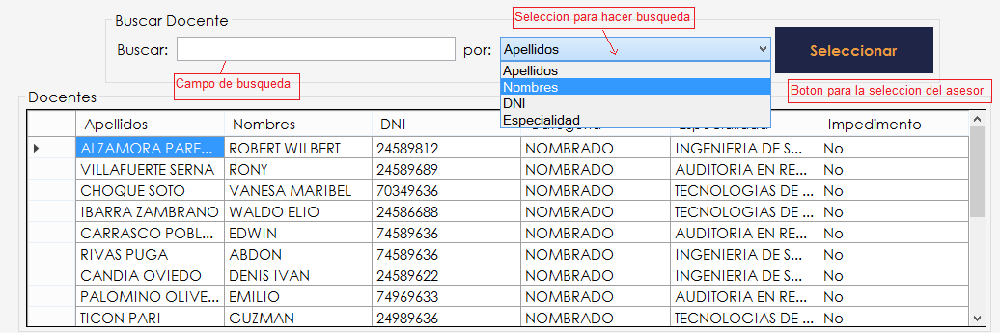 Buscar Docente
Seleccion para hacer busqueda
Buscar: por: Apellidos Seleccionar
Apellidos
Nombres
DNI
Especialidad
Campo de busqueda
Boton para la seleccion del asesor
Docentes
Apellidos Nombres DNI Impedimento
ALZAMORA PARE... ROBERT WILBERT 24589812 NOMBRADO INGENIERIA DE S... No
VILLAFUERTE SERNA RONY 24589689 NOMBRADO AUDITORIA EN RE... No
CHOQUE SOTO VANESA MARIBEL 70349636 NOMBRADO TECNOLOGIAS DE ... No
IBARRA ZAMBRANO WALDO ELIO 24586688 NOMBRADO TECNOLOGIAS DE ... No
CARRASCO POBL... EDWIN 74589636 NOMBRADO AUDITORIA EN RE... No
RIVAS PUGA ABDON 74589636 NOMBRADO INGENIERIA DE S... No
CANDIA OVIEDO DENIS IVAN 24589622 NOMBRADO INGENIERIA DE S... No
PALOMINO OLIVE... EMILIO 74969633 NOMBRADO AUDITORIA EN RE... No
TICON PARI GUZMAN 24989636 NOMBRADO TECNOLOGIAS DE ... No